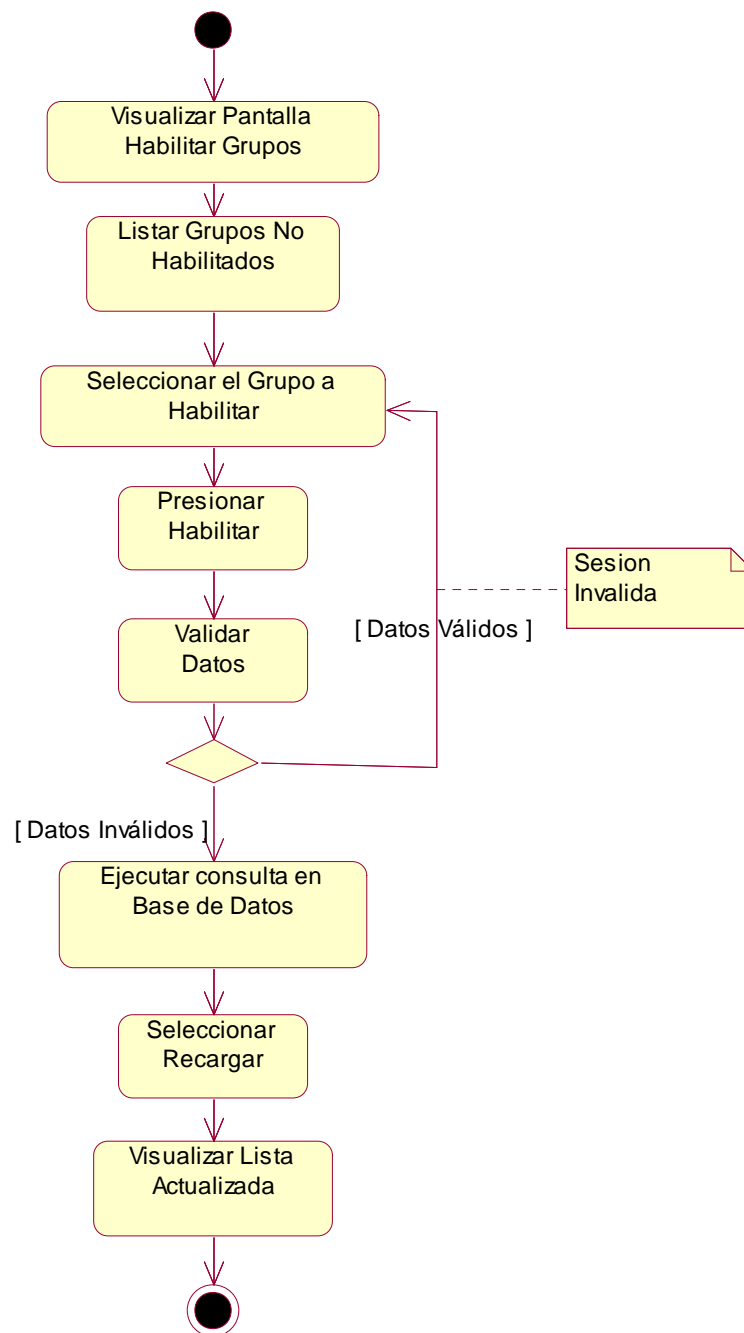 Visualizar Pantalla
Habilitar Grupos
Listar Grupos No
Habilitados
Seleccionar el Grupo a
Habilitar
Presionar
Habilitar
Sesion
Invalida
[ Datos Válidos ]
Validar
Datos
[ Datos Inválidos ]
Ejecutar consulta en
Base de Datos
Seleccionar
Recargar
Visualizar Lista
Actualizada